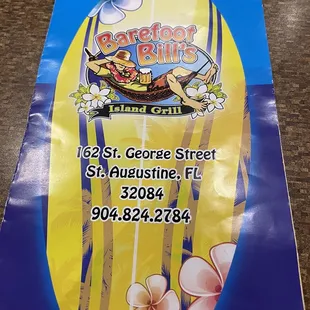 Barefoot
Bill's
Island Grill
162 St. George Street
St. Augustine, FL
32084
904.824.2784